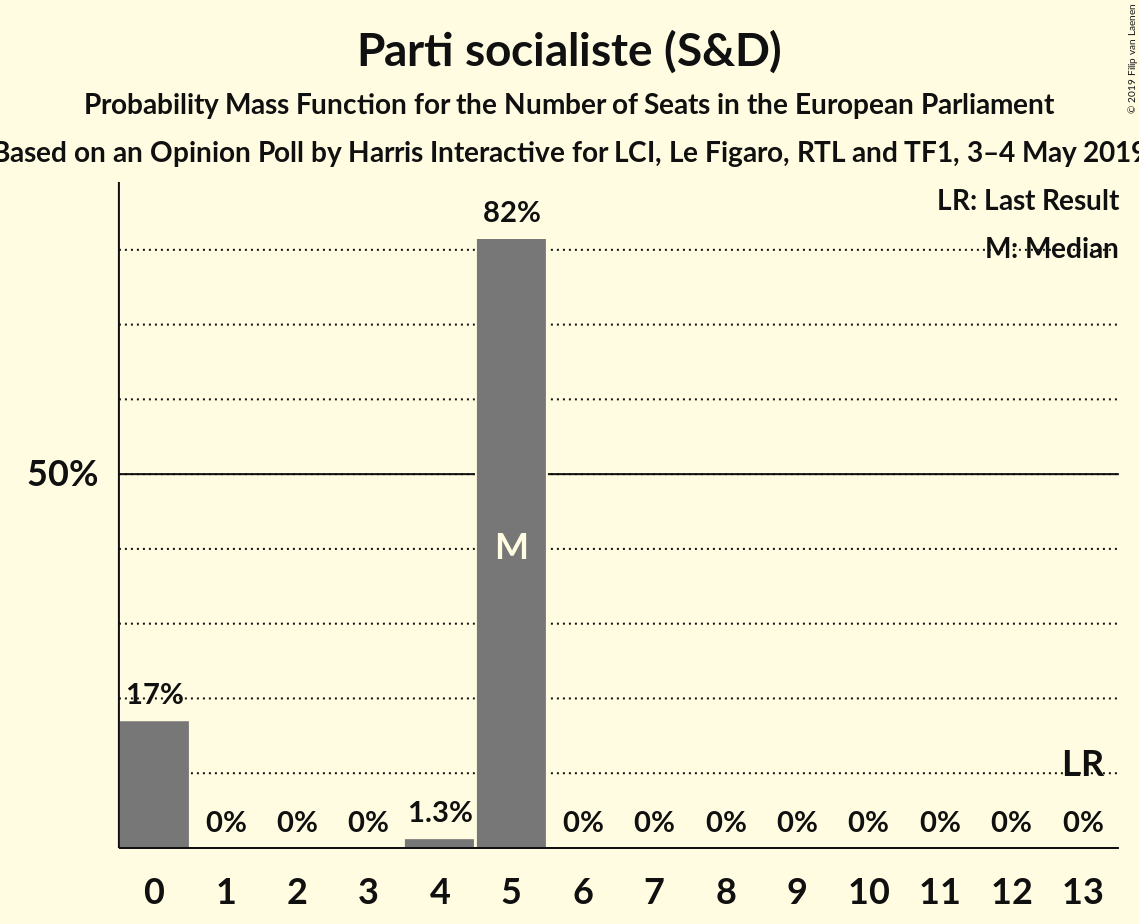 Parti socialiste (S&D)
Probability Mass Function for the Number of Seats in the European Parliament
Based on an Opinion Poll by Harris Interactive for LCI, Le Figaro, RTL and TF1, 3–4 May 2019
© 2019 Filip van Laenen
LR: Last Result
M: Median
82%
50%
M
17%
LR
1.3%
0% 0% 0% 0% 0% 0% 0% 0% 0% 0% 0%
0 1 2 3 4 5 6 7 8 9 10 11 12 13